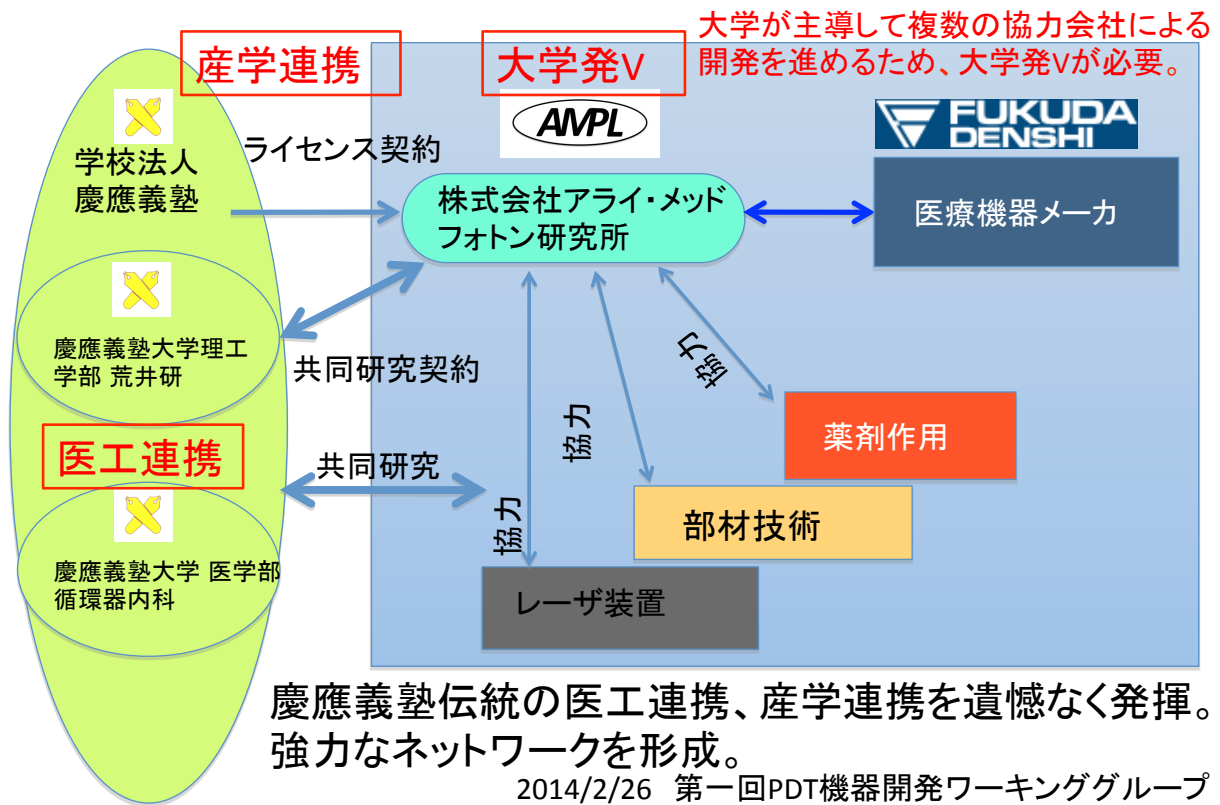 産学連携
大学発V
大学が主導して複数の協力会社による
開発を進めるため、大学発Vが必要。
AMPL
FUKUDA
DENSHI
学校法人
慶應義塾
ライセンス契約
株式会社アライ・メッド
フォトン研究所
医療機器メーカ
慶應義塾大学理工
学部 荒井研
共同研究契約
協力
協力
協力
薬剤作用
医工連携
共同研究
部材技術
慶應義塾大学 医学部
循環器内科
レーザ装置
慶應義塾伝統の医工連携、産学連携を遺憾なく発揮。
強力なネットワークを形成。
2014/2/26 第一回PDT機器開発ワーキンググループ